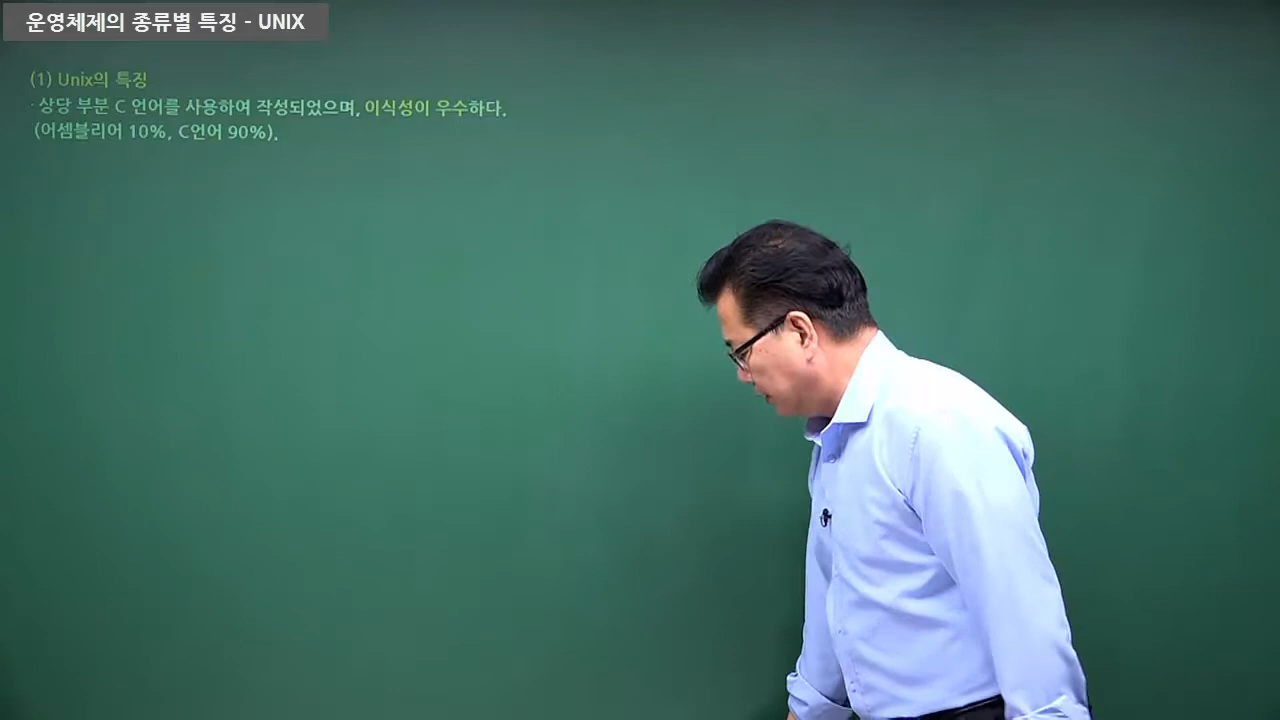 운영체제의 종류별 특징 - UNIX
(1) Unix의 특징
· 상당 부분 C 언어를 사용하여 작성되었으며, 이식성이 우수하다.
(어셈블리어 10%, C언어 90%).